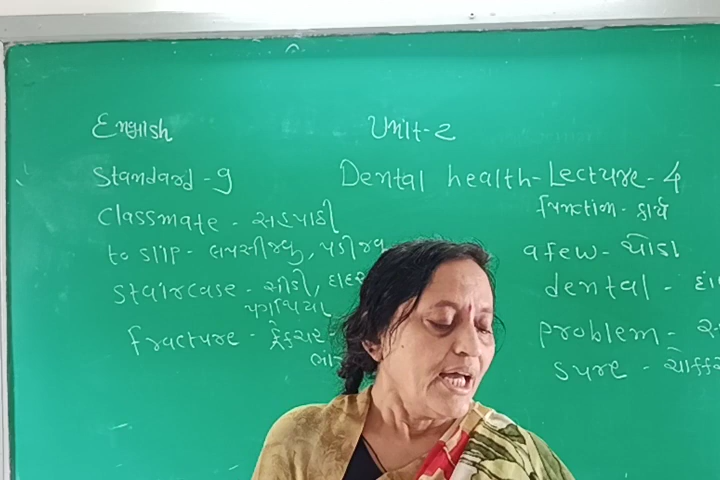 English Unit-2
Standard -9 Dental health- Lecture - 4
function - કાર્ય
classmate - સહપાઠી
to slip - લપસીજવુ, પડીજવુ
a few - થોડા
staircase - સીડી, દાદર
પગથિયા
dental - દાં
fracture - ફ્રેક્ચર
ભાં
problem -
sure - ચોક્કસ